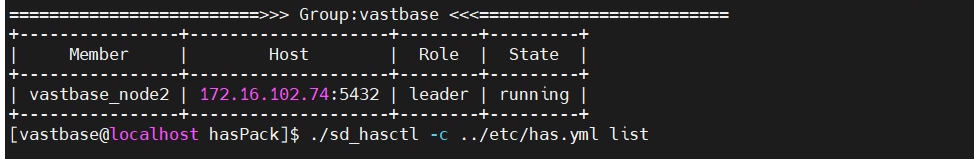 =========================>>> Group:vastbase <<<=========================
+----------------+--------------------+--------+---------+
| Member | Host | Role | State |
+----------------+--------------------+--------+---------+
| vastbase_node2 | 172.16.102.74:5432 | leader | running |
+----------------+--------------------+--------+---------+
[vastbase@localhost hasPack]$ ./sd_hasctl -c ../etc/has.yml list